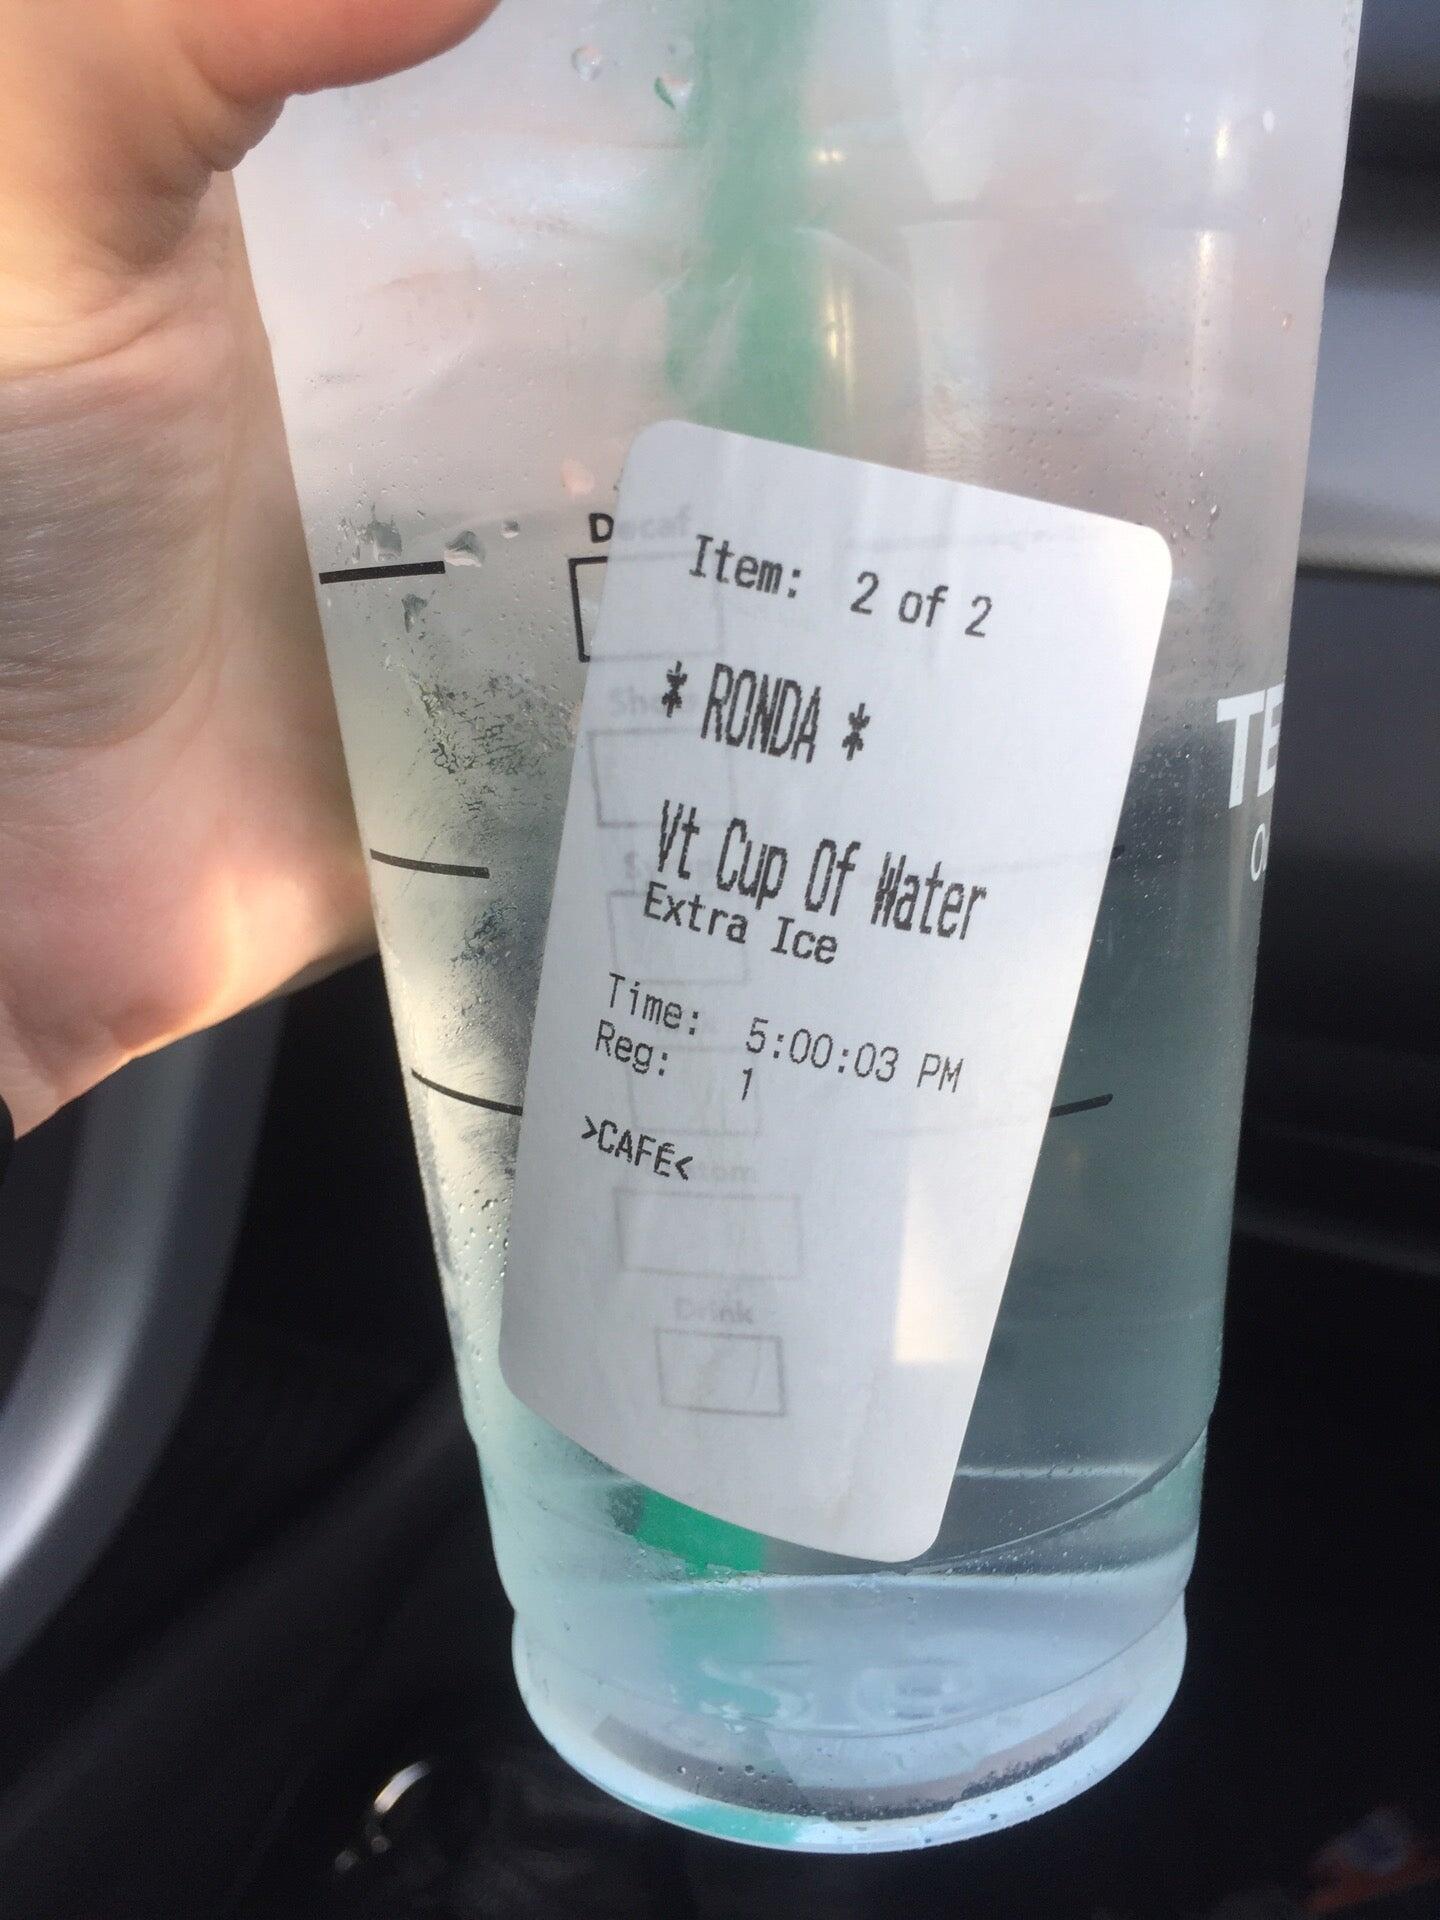 Decaf
Item: 2 of 2
* RONDA *
Vt Cup Of Water
Extra Ice
Time: 5:00:03 PM
Reg: 1
>CAFE<
Drink
TE